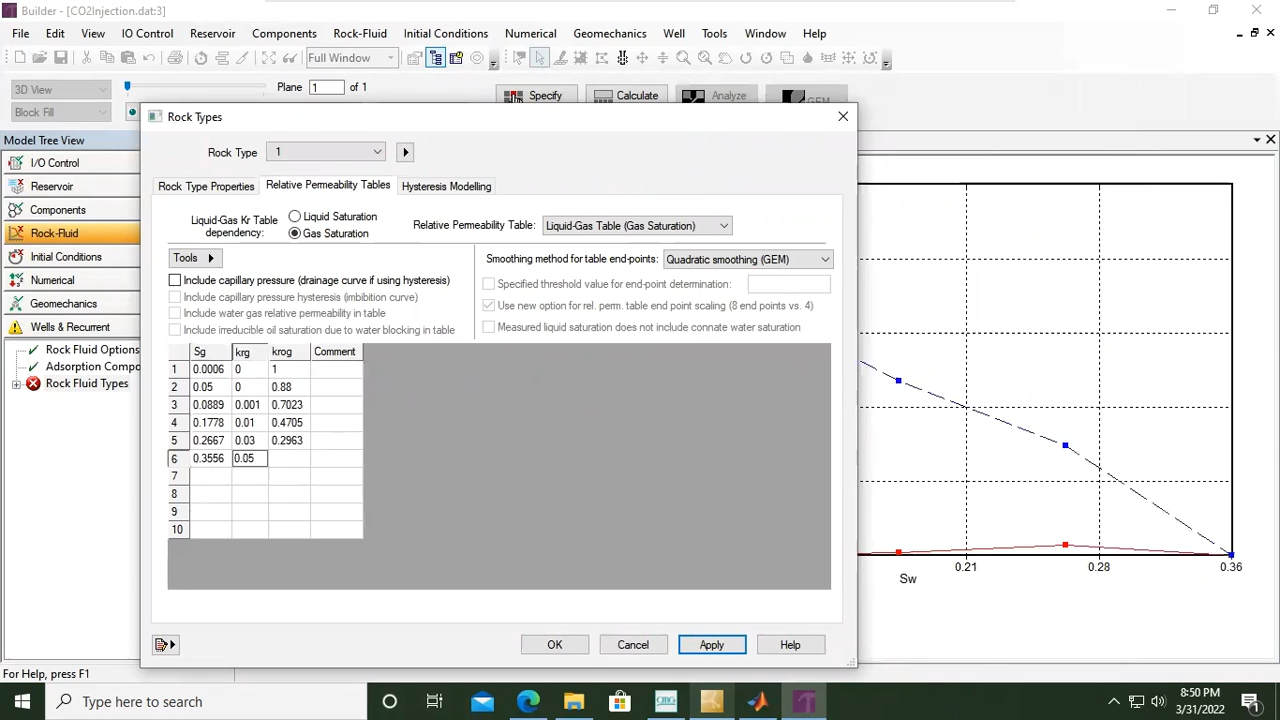 Builder - [CO2Injection.dat:3]
File Edit View IO Control Reservoir Components Rock-Fluid Initial Conditions Numerical Geomechanics Well Tools Window Help
Full Window
3D View Plane 1 of 1
Block Fill Specify Calculate Analyze GEM
Model Tree View
I/O Control
Reservoir
Components
Rock-Fluid
Initial Conditions
Numerical
Geomechanics
Wells & Recurrent
Rock Fluid Options
Adsorption Compo
Rock Fluid Types
Rock Types
Rock Type 1
Rock Type Properties Relative Permeability Tables Hysteresis Modelling
Liquid-Gas Kr Table dependency:
Liquid Saturation
Gas Saturation
Relative Permeability Table: Liquid-Gas Table (Gas Saturation)
Tools
Smoothing method for table end-points: Quadratic smoothing (GEM)
Include capillary pressure (drainage curve if using hysteresis)
Specified threshold value for end-point determination:
Include capillary pressure hysteresis (imbibition curve)
Use new option for rel. perm. table end point scaling (8 end points vs. 4)
Include water gas relative permeability in table
Include irreducible oil saturation due to water blocking in table
Measured liquid saturation does not include connate water saturation
Sg krg krog Comment
1 0.0006 0 1
2 0.05 0 0.88
3 0.0889 0.001 0.7023
4 0.1778 0.01 0.4705
5 0.2667 0.03 0.2963
6 0.3556 0.05
7
8
9
10
OK Cancel Apply Help
0.21 0.28 0.36
Sw
For Help, press F1
Type here to search
8:50 PM
3/31/2022
1